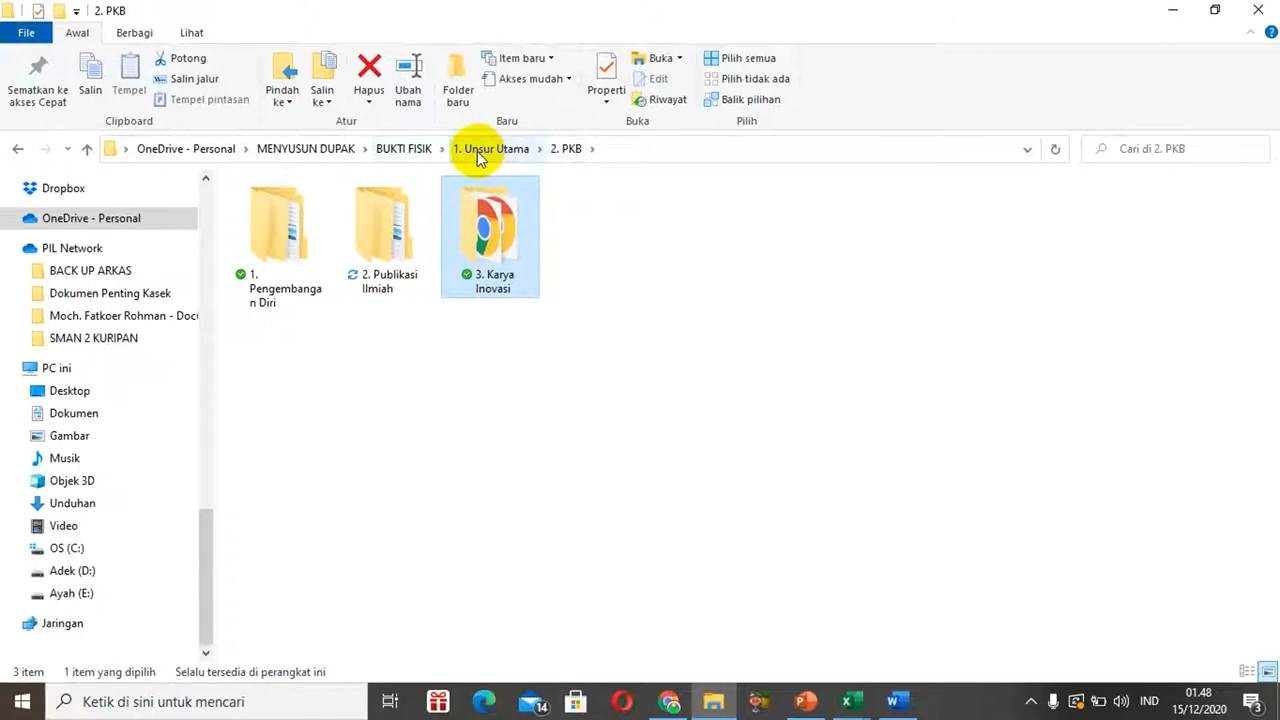 2. PKB
File
Awal
Berbagi
Lihat
Sematkan ke akses Cepat
Salin
Tempel
Potong
Salin jalur
Tempel pintasan
Clipboard
Pindah ke
Salin ke
Hapus
Ubah nama
Atur
Folder baru
Item baru
Akses mudah
Baru
Properti
Buka
Edit
Riwayat
Buka
Pilih semua
Pilih tidak ada
Balik pilihan
Pilih
OneDrive - Personal
MENYUSUN DUPAK
BUKTI FISIK
1. Unsur Utama
2. PKB
Cari di 2. PKB
Dropbox
OneDrive - Personal
PIL Network
BACK UP ARKAS
Dokumen Penting Kasek
Moch. Fatkoer Rohman - Docu
SMAN 2 KURIPAN
PC ini
Desktop
Dokumen
Gambar
Musik
Objek 3D
Unduhan
Video
OS (C:)
Adek (D:)
Ayah (E:)
Jaringan
1.
Pengembanga
n Diri
2. Publikasi
Ilmiah
3. Karya
Inovasi
3 item
1 item yang dipilih
Selalu tersedia di perangkat ini
Ketik di sini untuk mencari
14
IND
01.48
15/12/2020
3